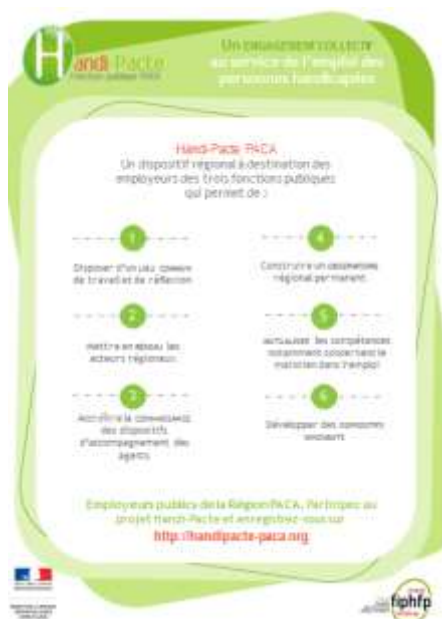 Handi-Pacte
Fonction publique PACA
UN ENGAGEMENT COLLECTIF
au service de l'emploi des
personnes handicapées
Handi-Pacte PACA
Un dispositif régional à destination des
employeurs des trois fonctions publiques
qui permet de :
1
Disposer d'un LIEU COMMUN
de travail et de réflexion
2
Mettre en RÉSEAU les
acteurs régionaux
3
Accroître la CONNAISSANCE
des dispositifs
d'accompagnement des
agents
4
Construire un
régional permanent
5
MUTUALISER les compétences
notamment concernant le
maintien dans l'emploi
6
Développer des
Employeurs publics de la Région PACA, Participez au
projet Handi-Pacte et enregistrez-vous sur
http://handipacte-paca.org
fiphfp